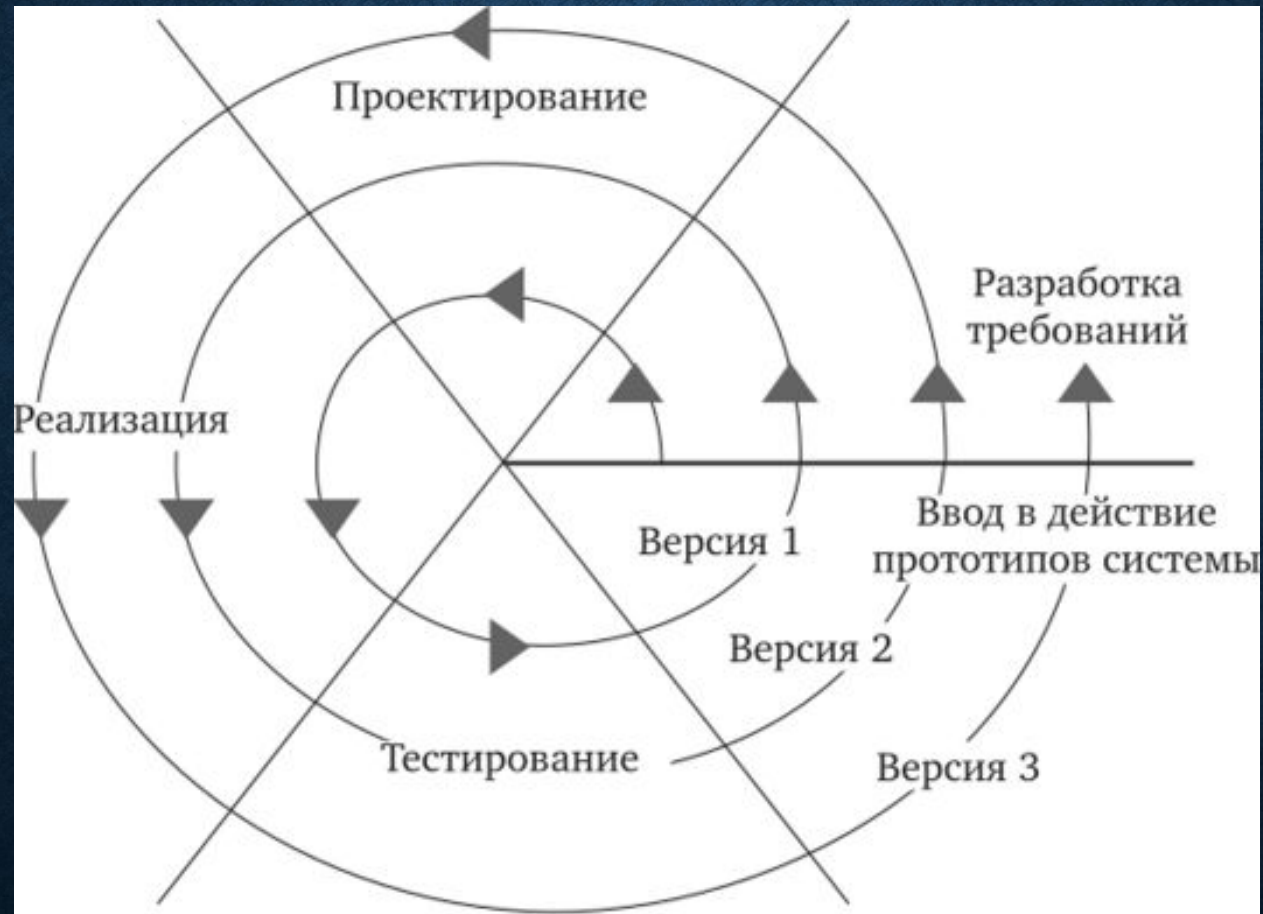 Проектирование
Разработка
требований
Реализация
Ввод в действие
прототипов системы
Версия 1
Версия 2
Тестирование
Версия 3